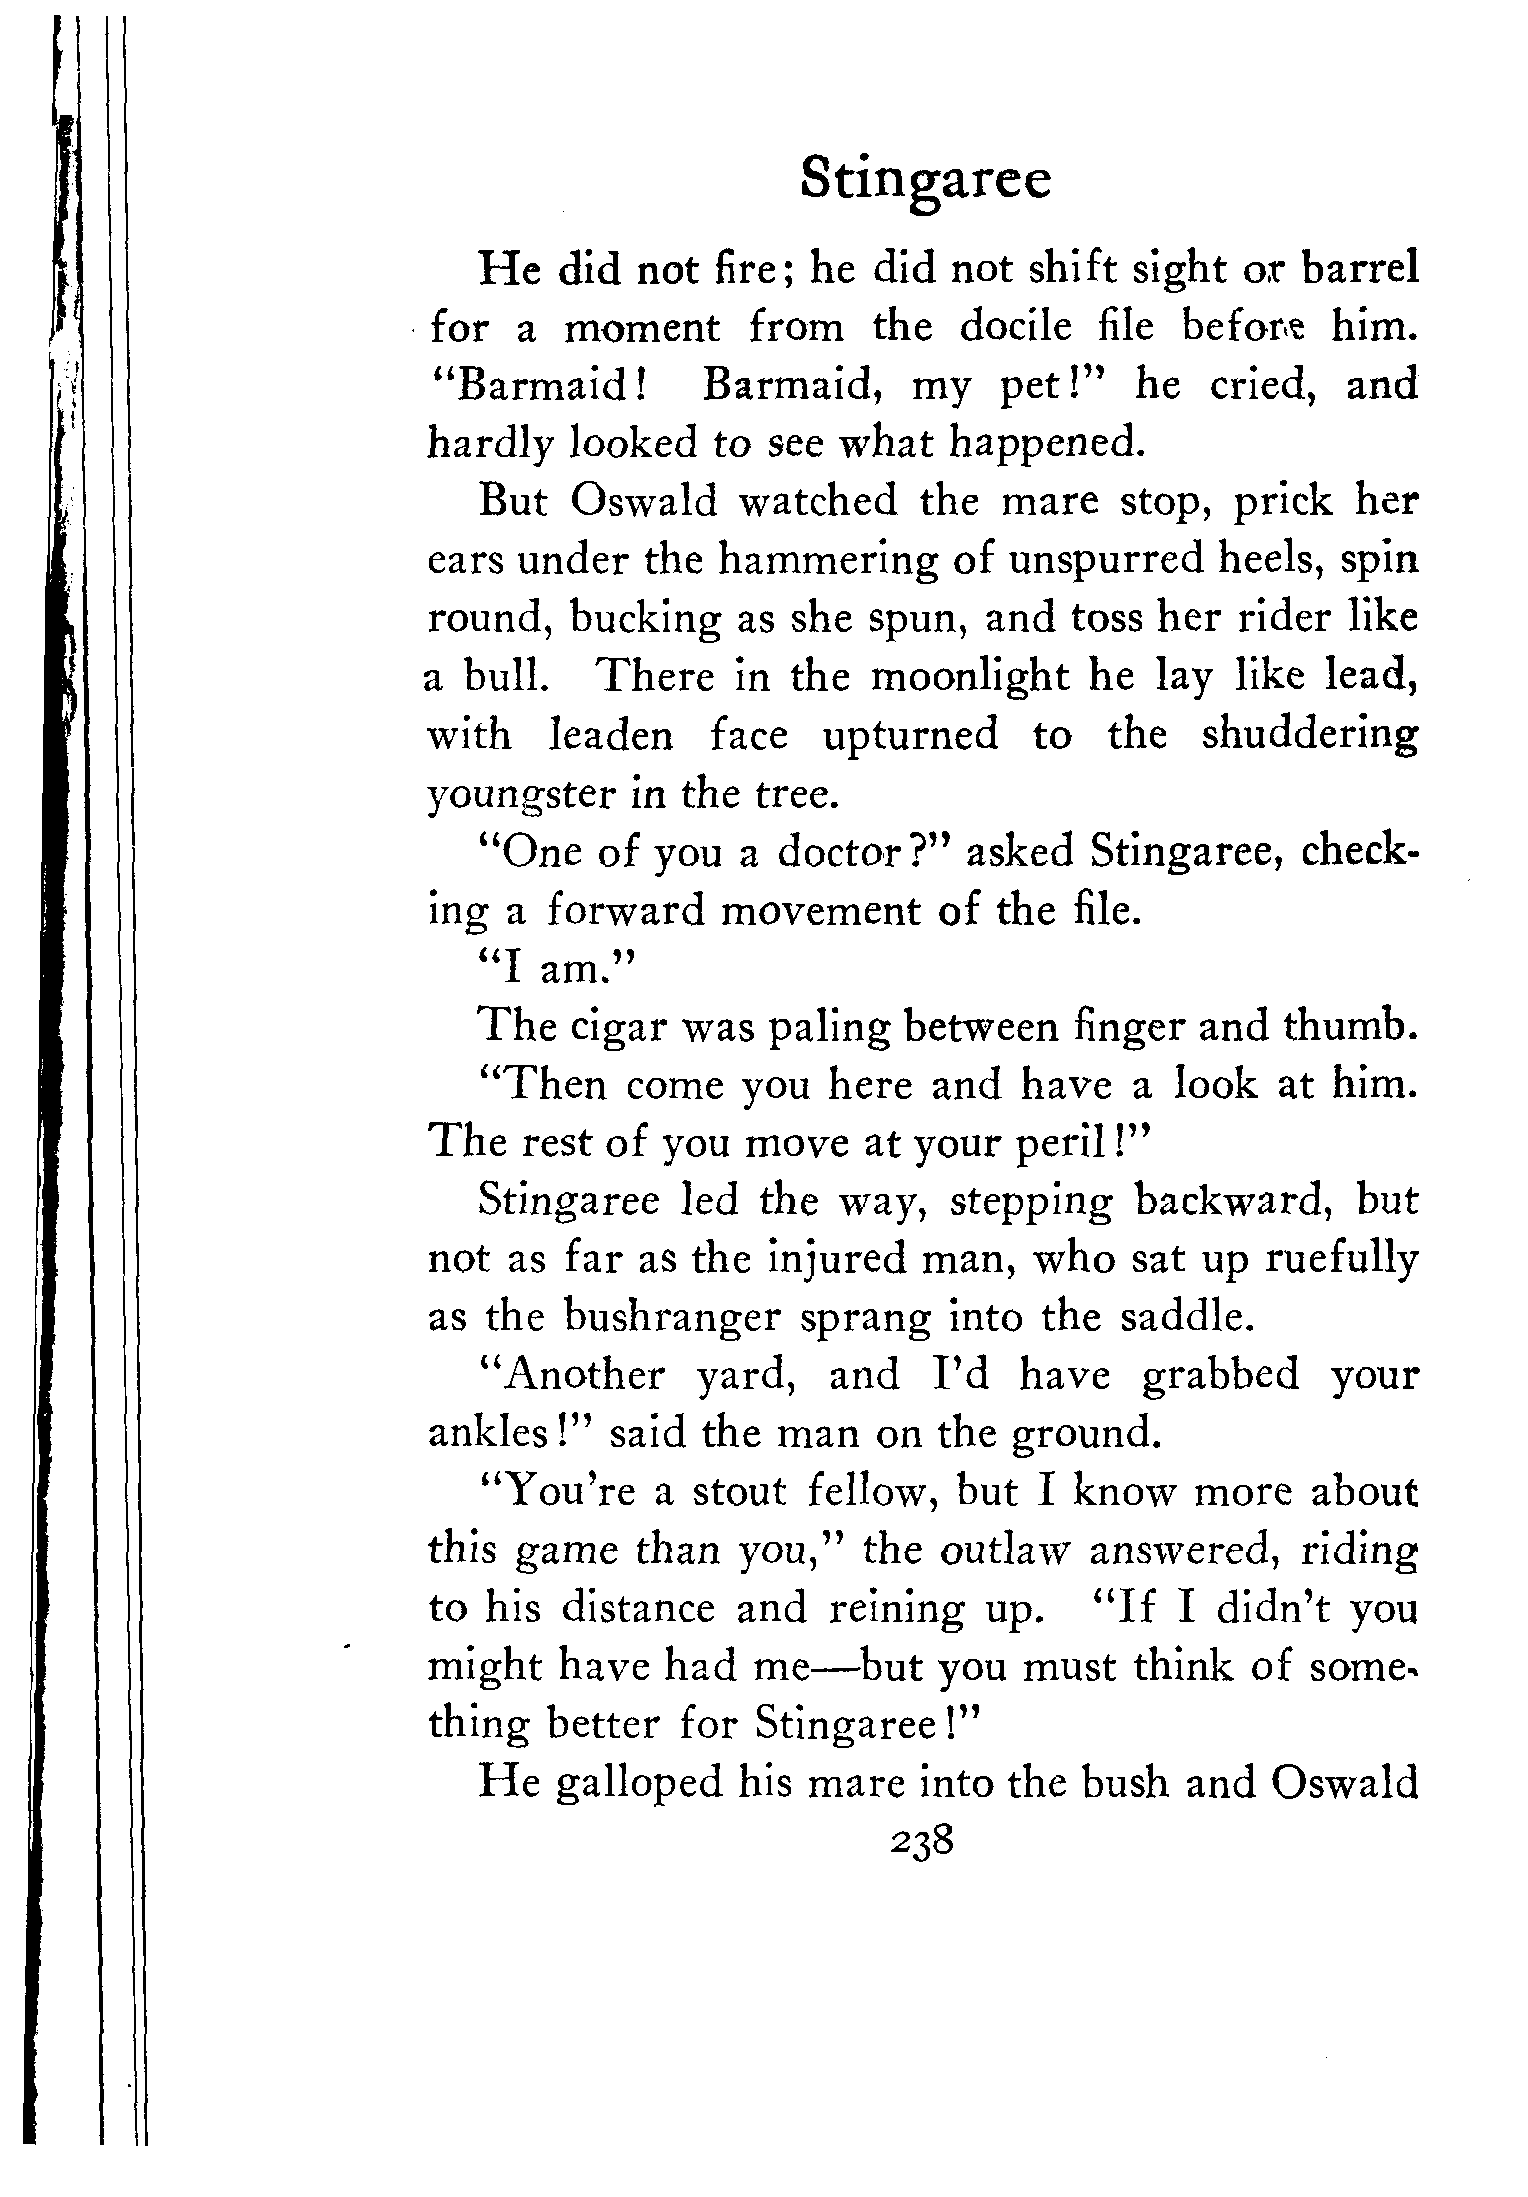 Stingaree
He did not fire; he did not shift sight or barrel
for a moment from the docile file before him.
“Barmaid! Barmaid, my pet!” he cried, and
hardly looked to see what happened.
But Oswald watched the mare stop, prick her
ears under the hammering of unspurred heels, spin
round, bucking as she spun, and toss her rider like
a bull. There in the moonlight he lay like lead,
with leaden face upturned to the shuddering
youngster in the tree.
“One of you a doctor?” asked Stingaree, check-
ing a forward movement of the file.
“I am.”
The cigar was paling between finger and thumb.
“Then come you here and have a look at him.
The rest of you move at your peril!”
Stingaree led the way, stepping backward, but
not as far as the injured man, who sat up ruefully
as the bushranger sprang into the saddle.
“Another yard, and I’d have grabbed your
ankles!” said the man on the ground.
“You’re a stout fellow, but I know more about
this game than you,” the outlaw answered, riding
to his distance and reining up. “If I didn’t you
might have had me—but you must think of some-
thing better for Stingaree!”
He galloped his mare into the bush and Oswald
238